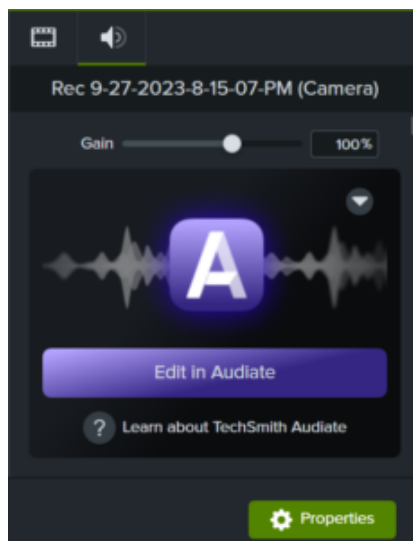 Rec 9-27-2023-8-15-07-PM (Camera)
Gain 100%
A
Edit in Audiate
? Learn about TechSmith Audiate
Properties